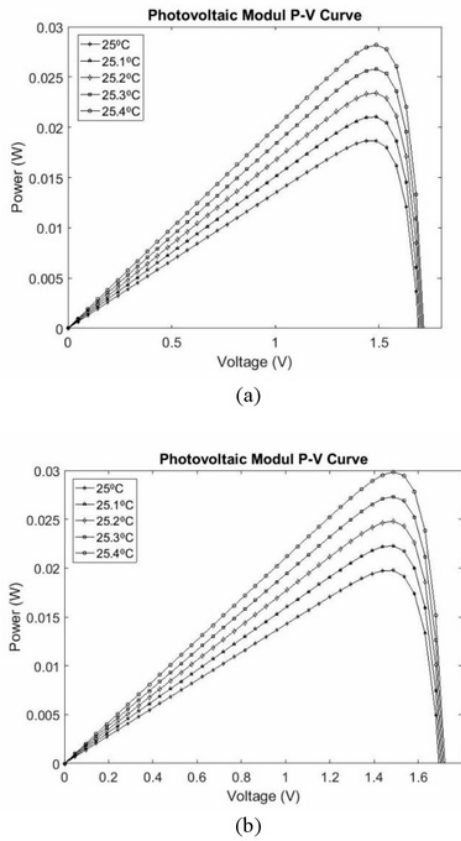 Photovoltaic Modul P-V Curve
0.03
0.025
0.02
0.015
0.01
0.005
0
Power (W)
25ºC
25.1ºC
25.2ºC
25.3ºC
25.4ºC
0 0.5 1 1.5
Voltage (V)
(a)
Photovoltaic Modul P-V Curve
0.03
0.025
0.02
0.015
0.01
0.005
0
Power (W)
25ºC
25.1ºC
25.2ºC
25.3ºC
25.4ºC
0 0.2 0.4 0.6 0.8 1 1.2 1.4 1.6
Voltage (V)
(b)